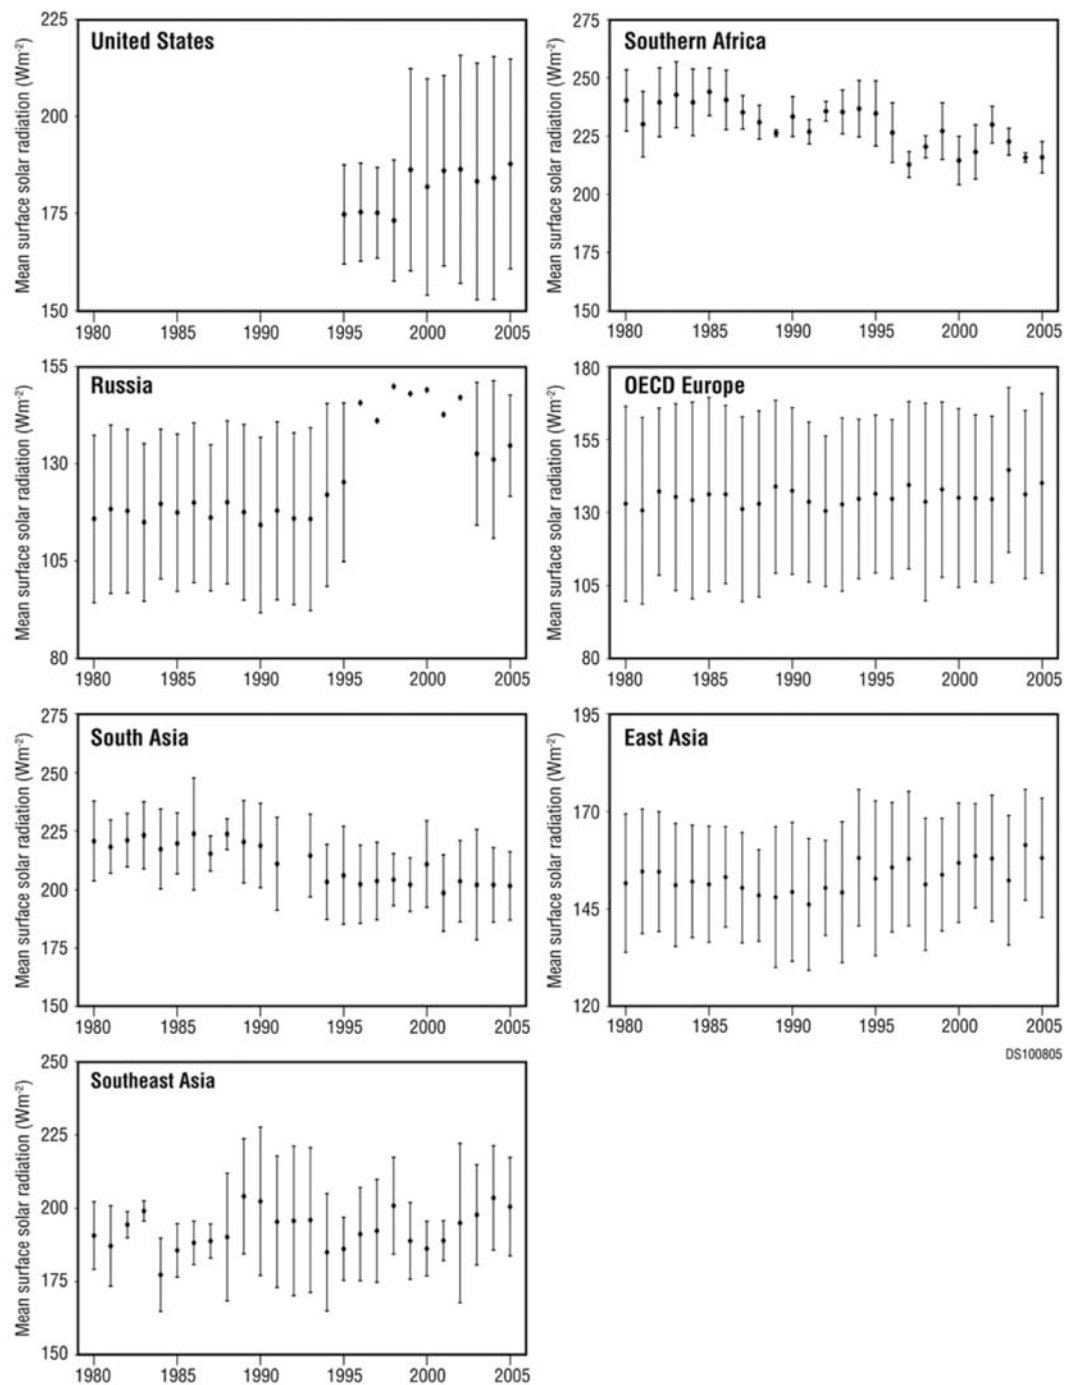 United States
Mean surface solar radiation (Wm⁻²)
225
200
175
150
1980 1985 1990 1995 2000 2005
Southern Africa
Mean surface solar radiation (Wm⁻²)
275
250
225
200
175
150
1980 1985 1990 1995 2000 2005
Russia
Mean surface solar radiation (Wm⁻²)
155
130
105
80
1980 1985 1990 1995 2000 2005
OECD Europe
Mean surface solar radiation (Wm⁻²)
180
155
130
105
80
1980 1985 1990 1995 2000 2005
South Asia
Mean surface solar radiation (Wm⁻²)
275
250
225
200
175
150
1980 1985 1990 1995 2000 2005
East Asia
Mean surface solar radiation (Wm⁻²)
195
170
145
120
1980 1985 1990 1995 2000 2005
DS100805
Southeast Asia
Mean surface solar radiation (Wm⁻²)
250
225
200
175
150
1980 1985 1990 1995 2000 2005